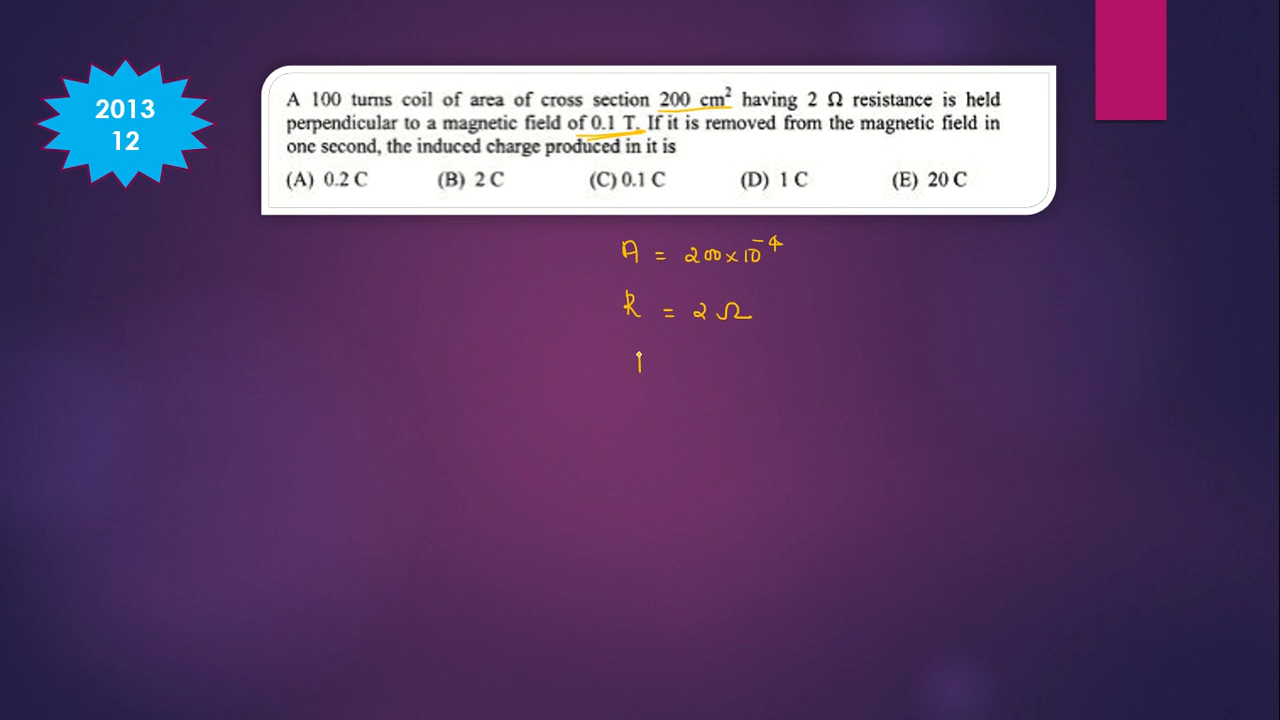 2013
12
A 100 turns coil of area of cross section 200 cm² having 2 Ω resistance is held
perpendicular to a magnetic field of 0.1 T. If it is removed from the magnetic field in
one second, the induced charge produced in it is
(A) 0.2 C (B) 2 C (C) 0.1 C (D) 1 C (E) 20 C
A = 200×10⁻⁴
R = 2 Ω